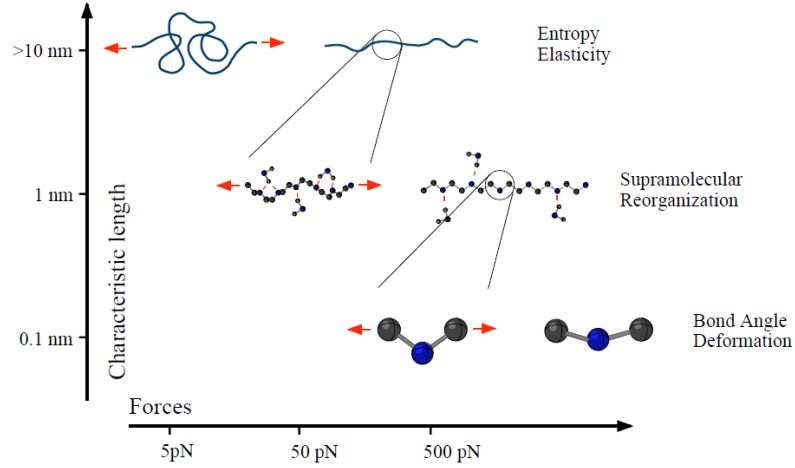 Entropy
Elasticity
>10 nm
Supramolecular
Reorganization
1 nm
Characteristic length
Bond Angle
Deformation
0.1 nm
Forces
5pN
50 pN
500 pN